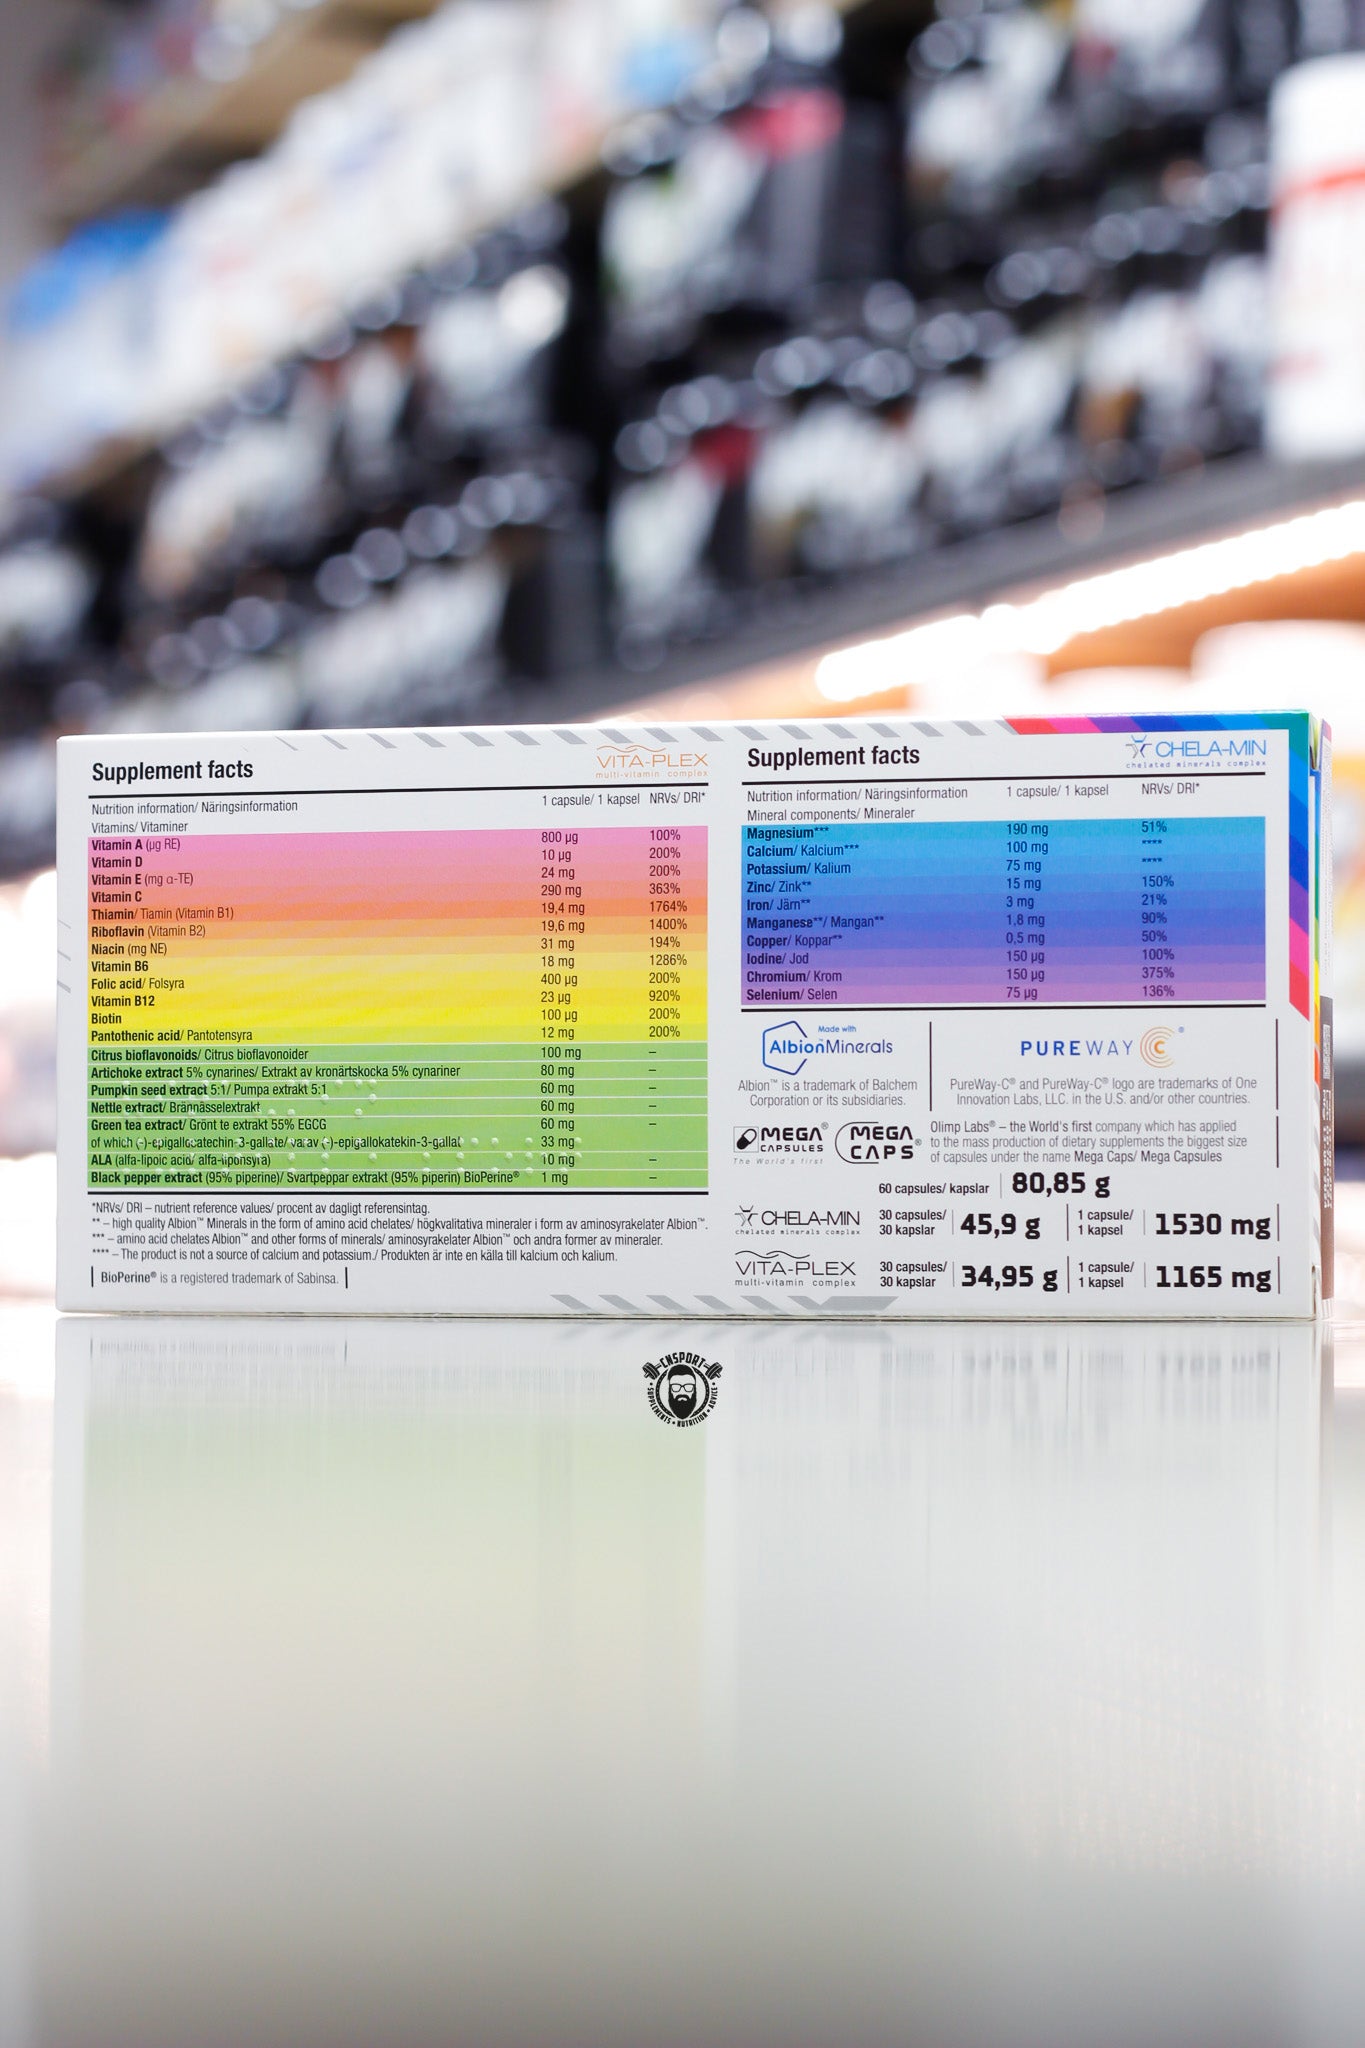 Supplement facts
VITA-PLEX
multi-vitamin complex
Nutrition information/ Näringsinformation 1 capsule/ 1 kapsel NRVs/ DRI*
Vitamins/ Vitaminer
Vitamin A (µg RE) 800 µg 100%
Vitamin D 10 µg 200%
Vitamin E (mg α-TE) 24 mg 200%
Vitamin C 290 mg 363%
Thiamin/ Tiamin (Vitamin B1) 19,4 mg 1764%
Riboflavin (Vitamin B2) 19,6 mg 1400%
Niacin (mg NE) 31 mg 194%
Vitamin B6 18 mg 1286%
Folic acid/ Folsyra 400 µg 200%
Vitamin B12 23 µg 920%
Biotin 100 µg 200%
Pantothenic acid/ Pantotensyra 12 mg 200%
Citrus bioflavonoids/ Citrus bioflavonoider 100 mg –
Artichoke extract 5% cynarines/ Extrakt av kronärtskocka 5% cynariner 80 mg –
Pumpkin seed extract 5:1/ Pumpa extrakt 5:1 60 mg –
Nettle extract/ Brännässelextrakt 60 mg –
Green tea extract/ Grönt te extrakt 55% EGCG 60 mg –
of which (-)-epigallocatechin-3-gallate/ varav (-)-epigallokatekin-3-gallat 33 mg
ALA (alfa-lipoic acid/ alfa-liponsyra) 10 mg –
Black pepper extract (95% piperine)/ Svartpeppar extrakt (95% piperin) BioPerine® 1 mg –
*NRVs/ DRI – nutrient reference values/ procent av dagligt referensintag.
** – high quality Albion™ Minerals in the form of amino acid chelates/ högkvalitativa mineraler i form av aminosyrakelater Albion™.
*** – amino acid chelates Albion™ and other forms of minerals/ aminosyrakelater Albion™ och andra former av mineraler.
**** – The product is not a source of calcium and potassium./ Produkten är inte en källa till kalcium och kalium.
BioPerine® is a registered trademark of Sabinsa.
Supplement facts
CHELA-MIN
chelated minerals complex
Nutrition information/ Näringsinformation 1 capsule/ 1 kapsel NRVs/ DRI*
Mineral components/ Mineraler
Magnesium*** 190 mg 51%
Calcium/ Kalcium*** 100 mg ****
Potassium/ Kalium 75 mg ****
Zinc/ Zink** 15 mg 150%
Iron/ Järn** 3 mg 21%
Manganese**/ Mangan** 1,8 mg 90%
Copper/ Koppar** 0,5 mg 50%
Iodine/ Jod 150 µg 100%
Chromium/ Krom 150 µg 375%
Selenium/ Selen 75 µg 136%
Made with
Albion™Minerals
Albion™ is a trademark of Balchem
Corporation or its subsidiaries.
PUREWAY C®
PureWay-C® and PureWay-C® logo are trademarks of One
Innovation Labs, LLC. in the U.S. and/or other countries.
MEGA®
CAPSULES
The World's first
MEGA
CAPS®
Olimp Labs® – the World's first company which has applied
to the mass production of dietary supplements the biggest size
of capsules under the name Mega Caps/ Mega Capsules
60 capsules/ kapslar 80,85 g
CHELA-MIN
chelated minerals complex
30 capsules/
30 kapslar
45,9 g
1 capsule/
1 kapsel
1530 mg
VITA-PLEX
multi-vitamin complex
30 capsules/
30 kapslar
34,95 g
1 capsule/
1 kapsel
1165 mg
CNSPORT
SUPPLEMENTS • NUTRITION • ADVICE